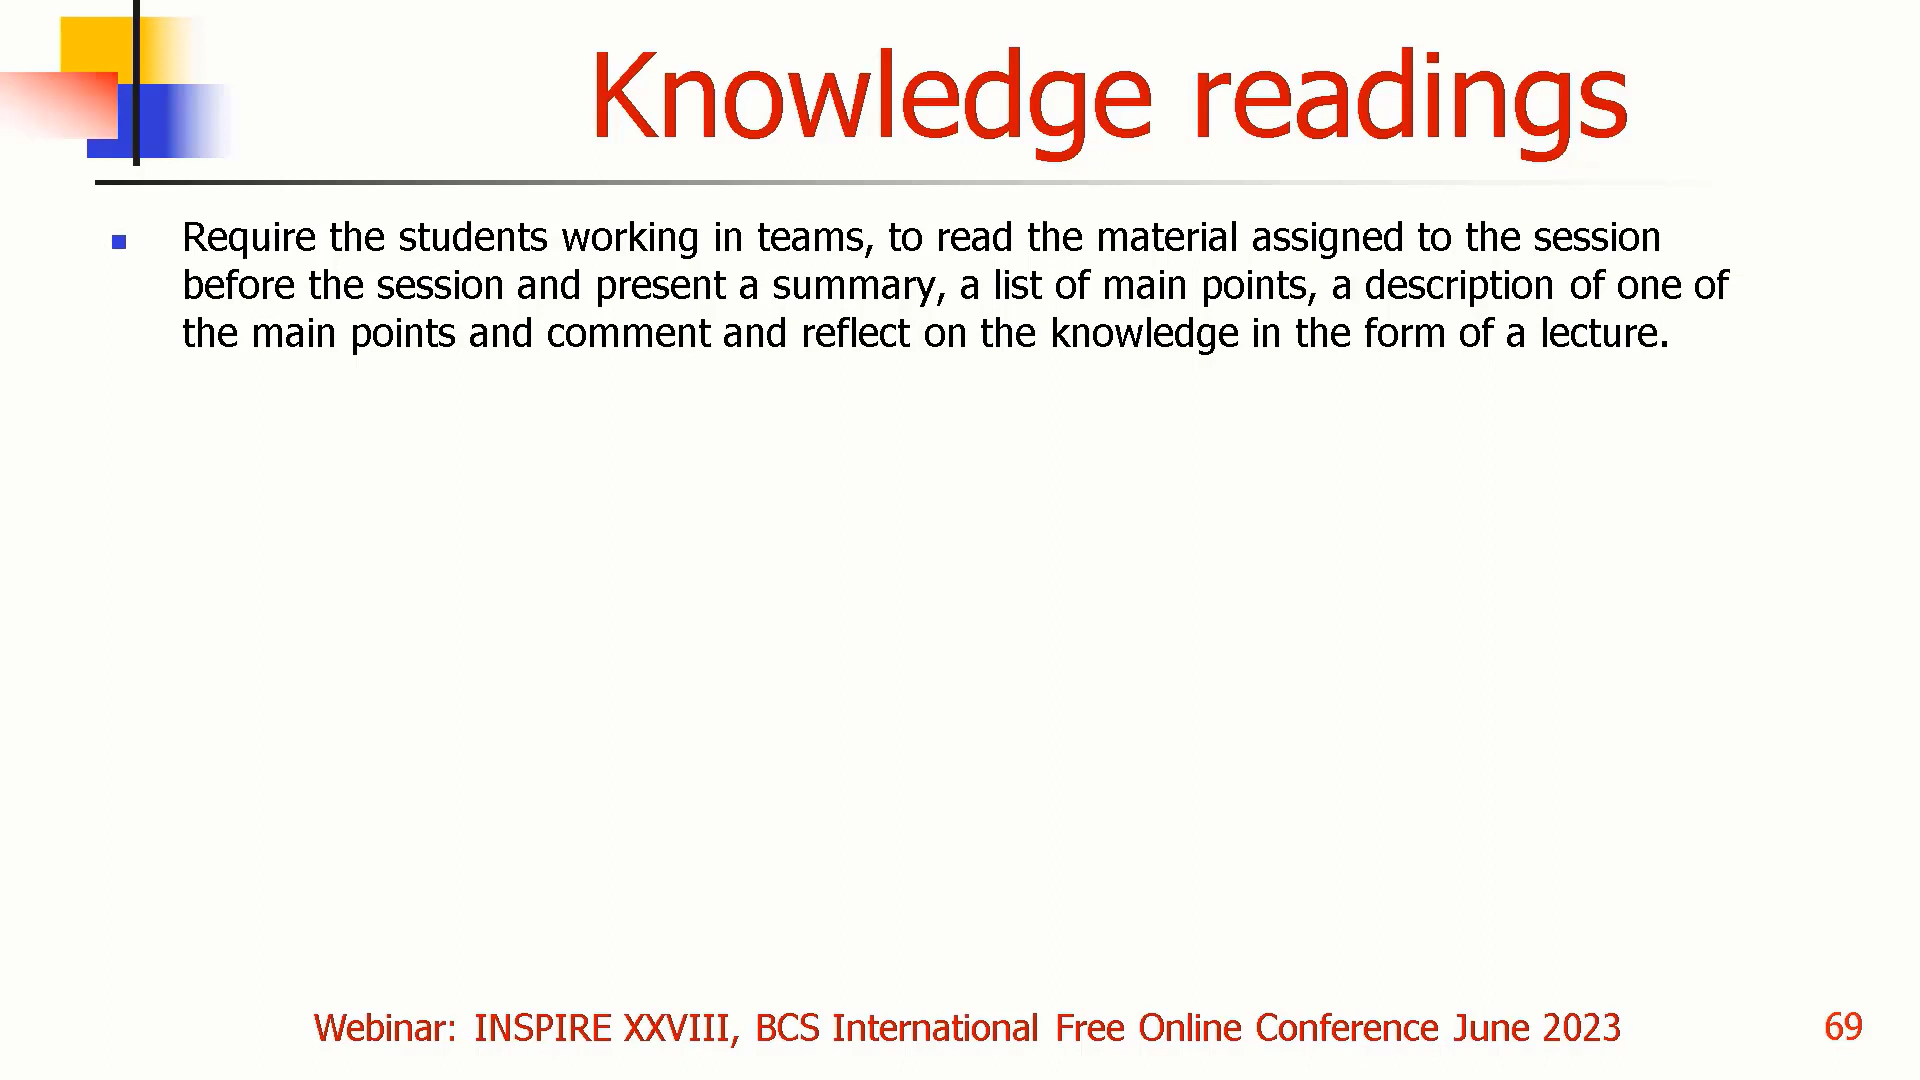 Knowledge readings
Require the students working in teams, to read the material assigned to the session
before the session and present a summary, a list of main points, a description of one of
the main points and comment and reflect on the knowledge in the form of a lecture.
Webinar: INSPIRE XXVIII, BCS International Free Online Conference June 2023
69